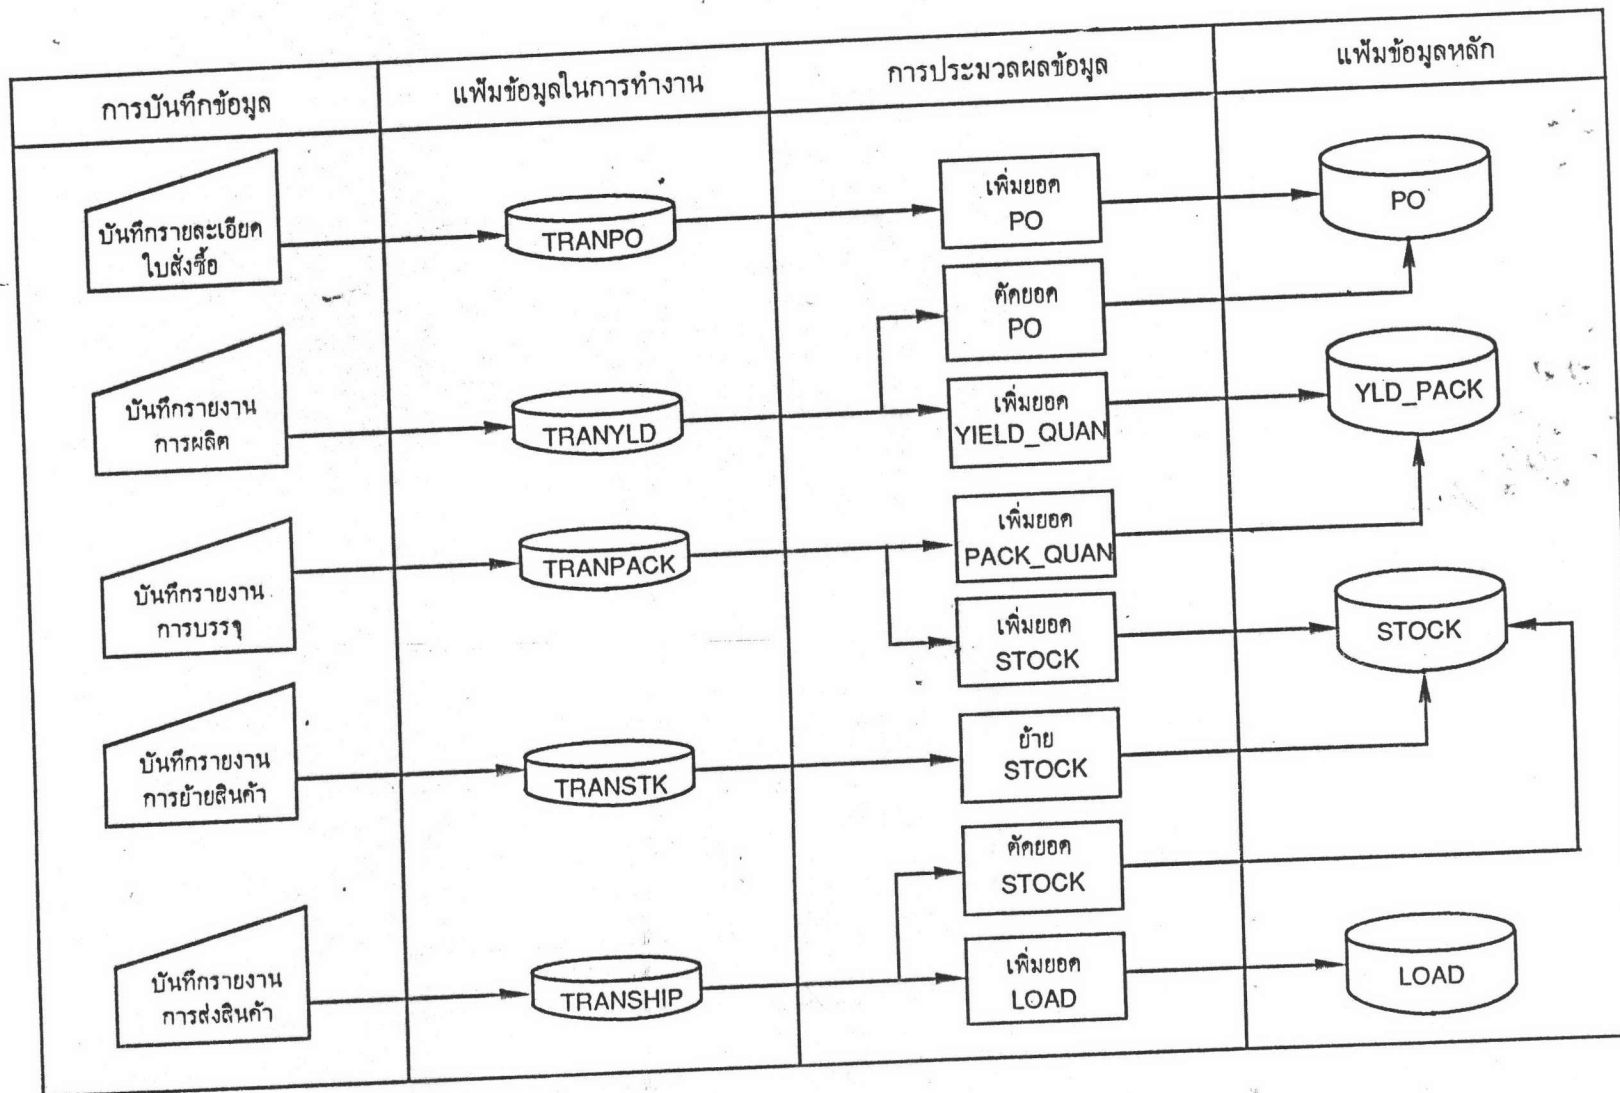 การบันทึกข้อมูล
แฟ้มข้อมูลในการทำงาน
การประมวลผลข้อมูล
แฟ้มข้อมูลหลัก
บันทึกรายละเอียด
ใบสั่งซื้อ
TRANPO
เพิ่มยอด
PO
PO
ตัดยอด
PO
บันทึกรายงาน
การผลิต
TRANYLD
เพิ่มยอด
YIELD_QUAN
YLD_PACK
บันทึกรายงาน
การบรรจุ
TRANPACK
เพิ่มยอด
PACK_QUAN
เพิ่มยอด
STOCK
STOCK
บันทึกรายงาน
การย้ายสินค้า
TRANSTK
ย้าย
STOCK
ตัดยอด
STOCK
บันทึกรายงาน
การส่งสินค้า
TRANSHIP
เพิ่มยอด
LOAD
LOAD